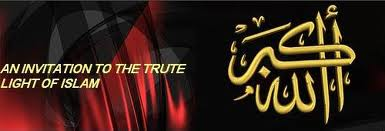 AN INVITATION TO THE TRUTE
LIGHT OF ISLAM
الله أكبر